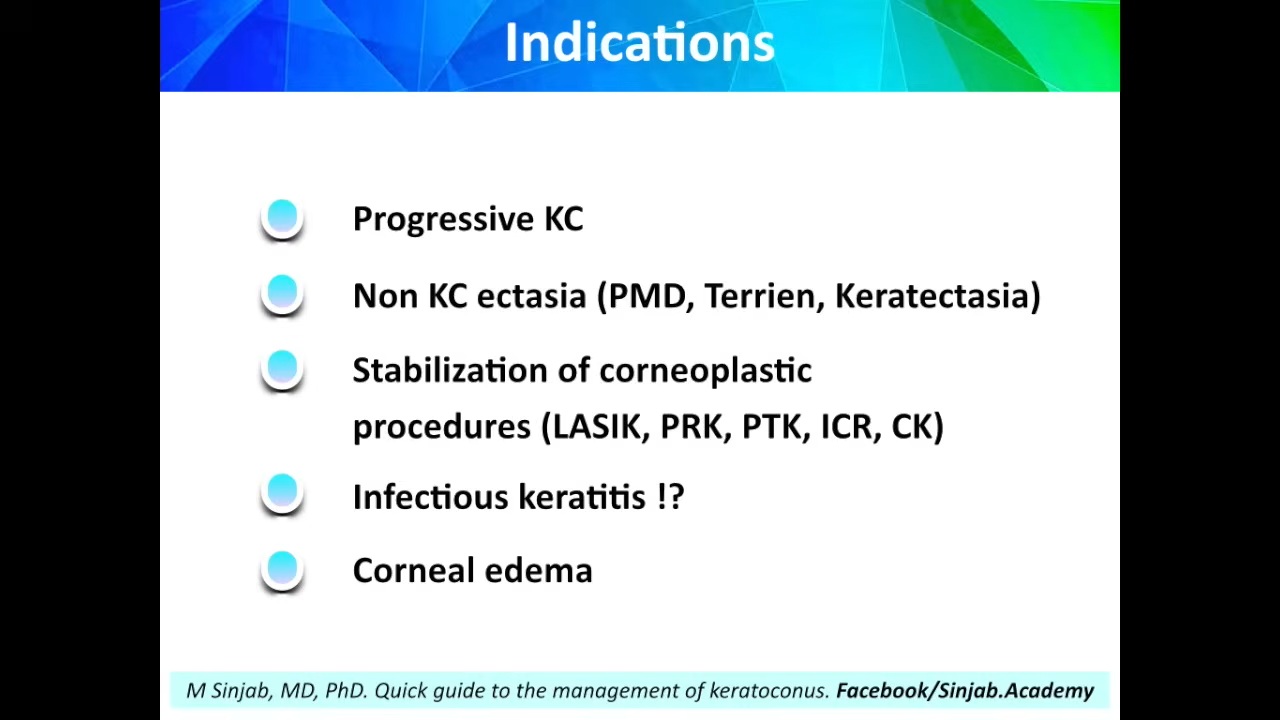 Indications
Progressive KC
Non KC ectasia (PMD, Terrien, Keratectasia)
Stabilization of corneoplastic
procedures (LASIK, PRK, PTK, ICR, CK)
Infectious keratitis !?
Corneal edema
M Sinjab, MD, PhD. Quick guide to the management of keratoconus. Facebook/Sinjab.Academy